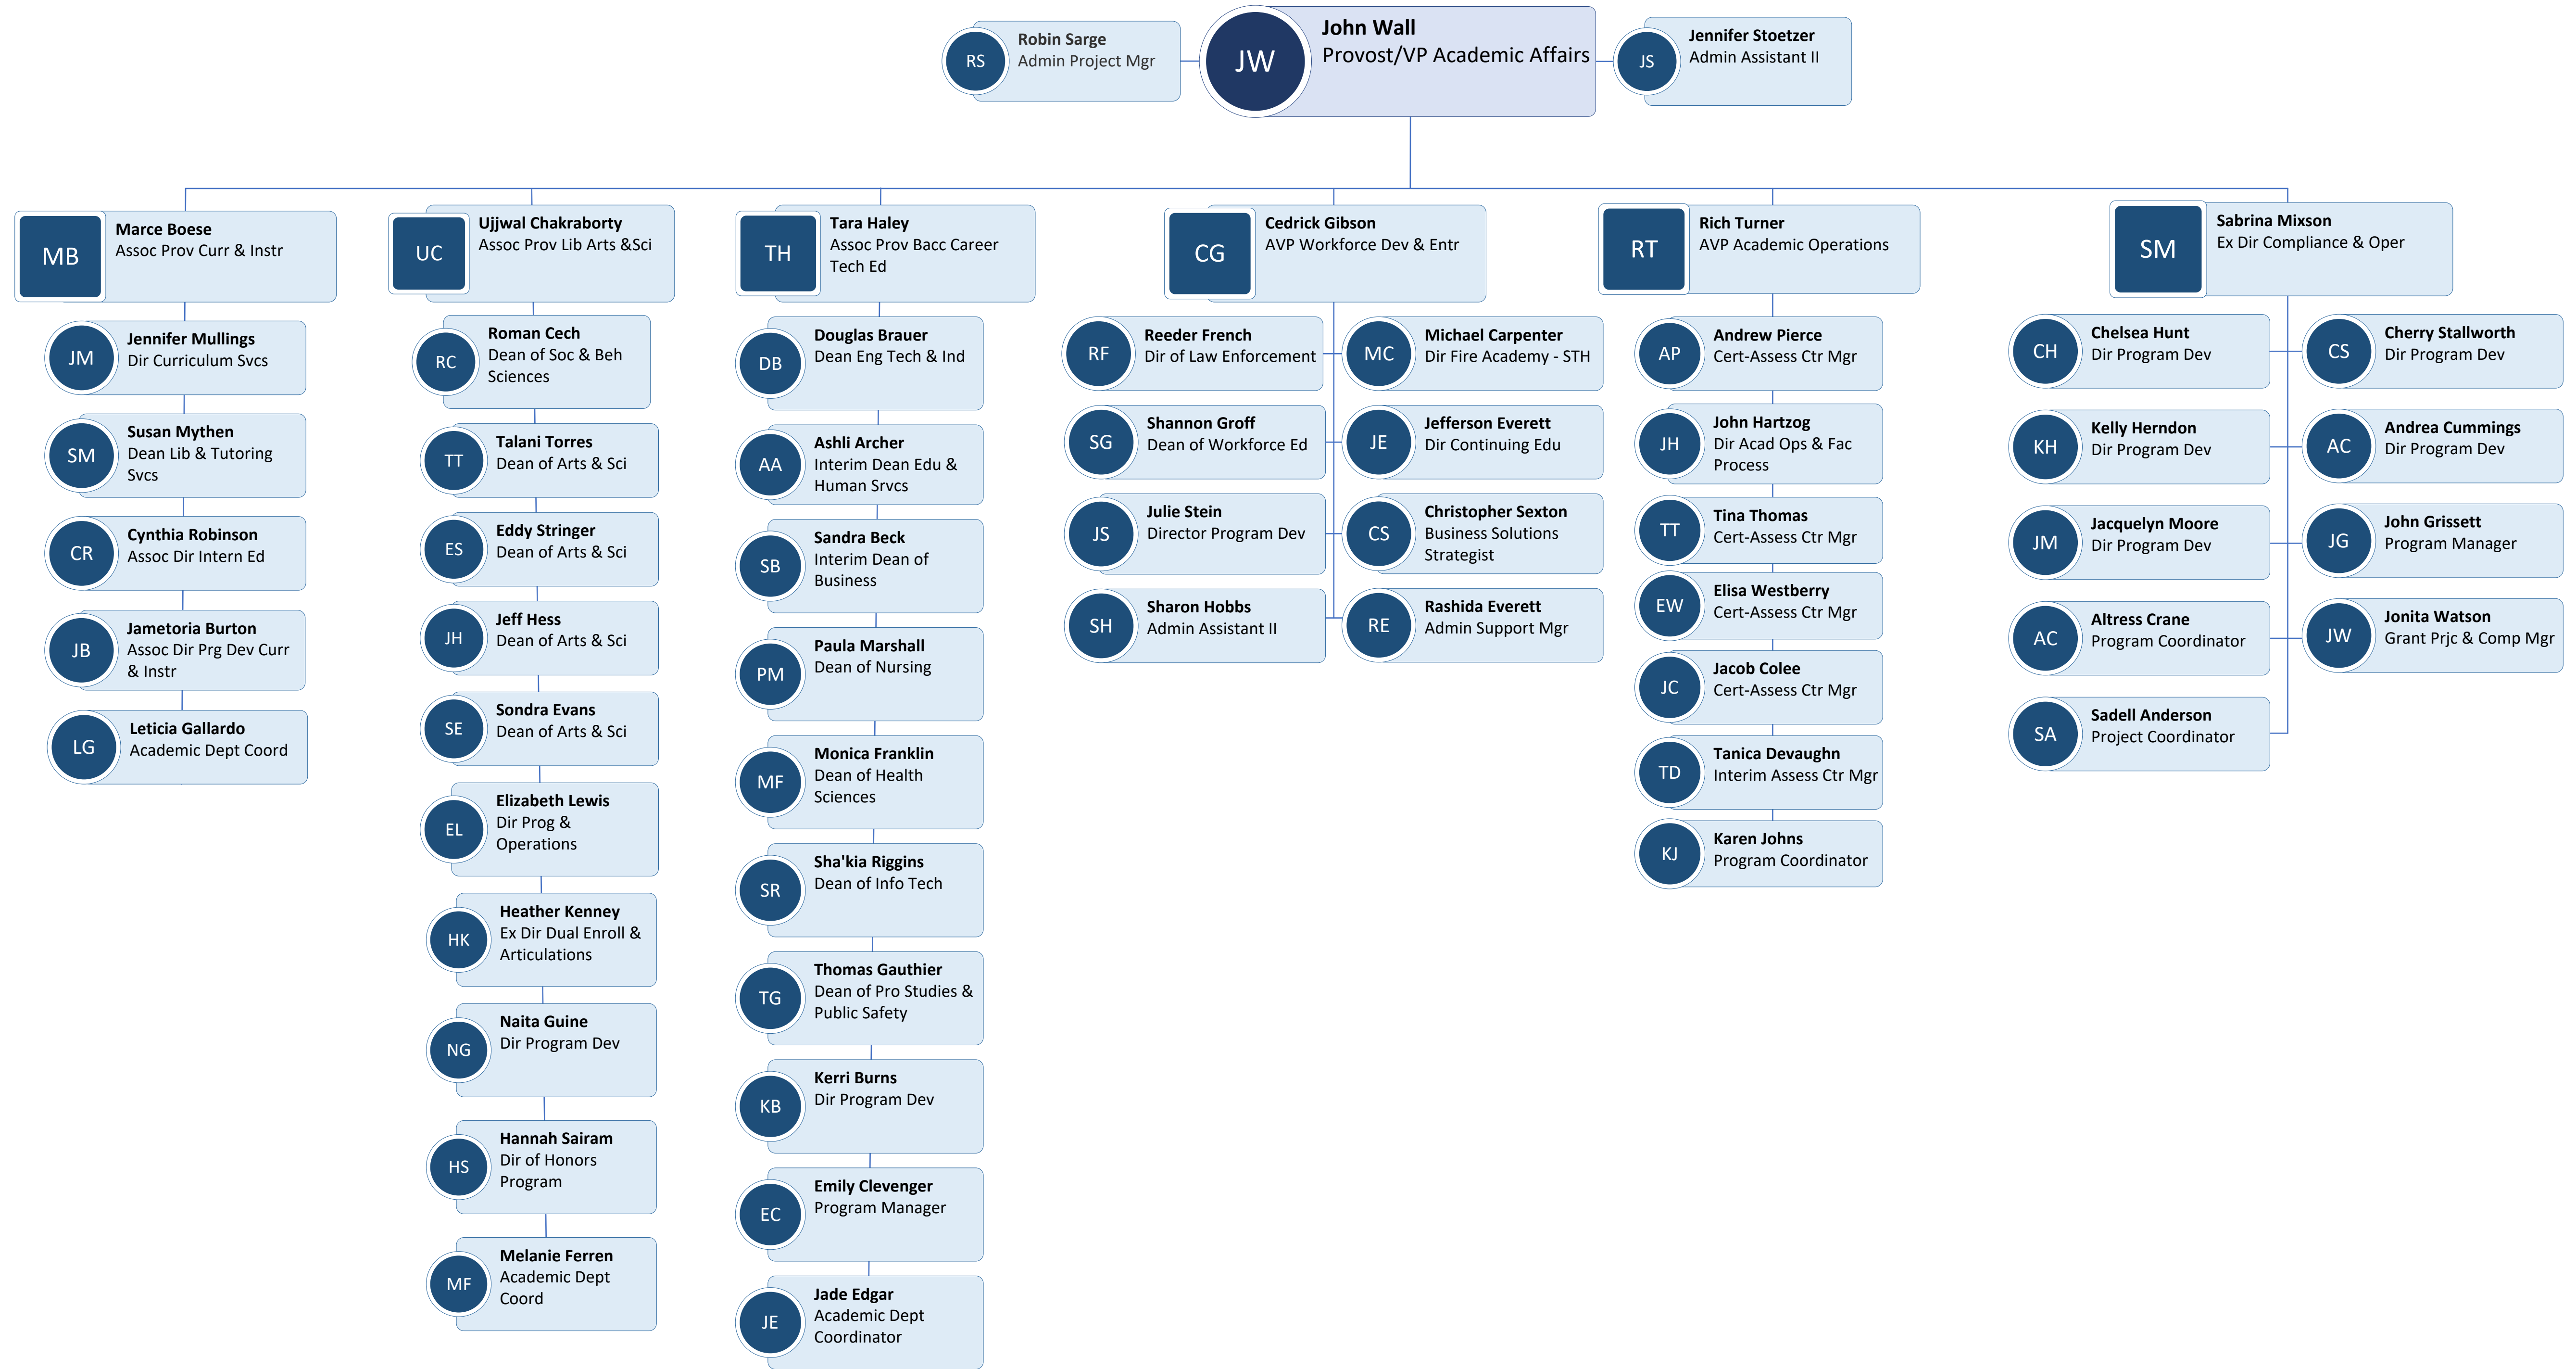 RS
Robin Sarge
Admin Project Mgr
JW
John Wall
Provost/VP Academic Affairs
JS
Jennifer Stoetzer
Admin Assistant II
MB
Marce Boese
Assoc Prov Curr & Instr
JM
Jennifer Mullings
Dir Curriculum Svcs
SM
Susan Mythen
Dean Lib & Tutoring
Svcs
CR
Cynthia Robinson
Assoc Dir Intern Ed
JB
Jametoria Burton
Assoc Dir Prg Dev Curr
& Instr
LG
Leticia Gallardo
Academic Dept Coord
UC
Ujjwal Chakraborty
Assoc Prov Lib Arts &Sci
RC
Roman Cech
Dean of Soc & Beh
Sciences
TT
Talani Torres
Dean of Arts & Sci
ES
Eddy Stringer
Dean of Arts & Sci
JH
Jeff Hess
Dean of Arts & Sci
SE
Sondra Evans
Dean of Arts & Sci
EL
Elizabeth Lewis
Dir Prog &
Operations
HK
Heather Kenney
Ex Dir Dual Enroll &
Articulations
NG
Naita Guine
Dir Program Dev
HS
Hannah Sairam
Dir of Honors
Program
MF
Melanie Ferren
Academic Dept
Coord
TH
Tara Haley
Assoc Prov Bacc Career
Tech Ed
DB
Douglas Brauer
Dean Eng Tech & Ind
AA
Ashli Archer
Interim Dean Edu &
Human Srvcs
SB
Sandra Beck
Interim Dean of
Business
PM
Paula Marshall
Dean of Nursing
MF
Monica Franklin
Dean of Health
Sciences
SR
Sha'kia Riggins
Dean of Info Tech
TG
Thomas Gauthier
Dean of Pro Studies &
Public Safety
KB
Kerri Burns
Dir Program Dev
EC
Emily Clevenger
Program Manager
JE
Jade Edgar
Academic Dept
Coordinator
CG
Cedrick Gibson
AVP Workforce Dev & Entr
RF
Reeder French
Dir of Law Enforcement
MC
Michael Carpenter
Dir Fire Academy - STH
SG
Shannon Groff
Dean of Workforce Ed
JE
Jefferson Everett
Dir Continuing Edu
JS
Julie Stein
Director Program Dev
CS
Christopher Sexton
Business Solutions
Strategist
SH
Sharon Hobbs
Admin Assistant II
RE
Rashida Everett
Admin Support Mgr
RT
Rich Turner
AVP Academic Operations
AP
Andrew Pierce
Cert-Assess Ctr Mgr
JH
John Hartzog
Dir Acad Ops & Fac
Process
TT
Tina Thomas
Cert-Assess Ctr Mgr
EW
Elisa Westberry
Cert-Assess Ctr Mgr
JC
Jacob Colee
Cert-Assess Ctr Mgr
TD
Tanica Devaughn
Interim Assess Ctr Mgr
KJ
Karen Johns
Program Coordinator
SM
Sabrina Mixson
Ex Dir Compliance & Oper
CH
Chelsea Hunt
Dir Program Dev
CS
Cherry Stallworth
Dir Program Dev
KH
Kelly Herndon
Dir Program Dev
AC
Andrea Cummings
Dir Program Dev
JM
Jacquelyn Moore
Dir Program Dev
JG
John Grissett
Program Manager
AC
Altress Crane
Program Coordinator
JW
Jonita Watson
Grant Prjc & Comp Mgr
SA
Sadell Anderson
Project Coordinator